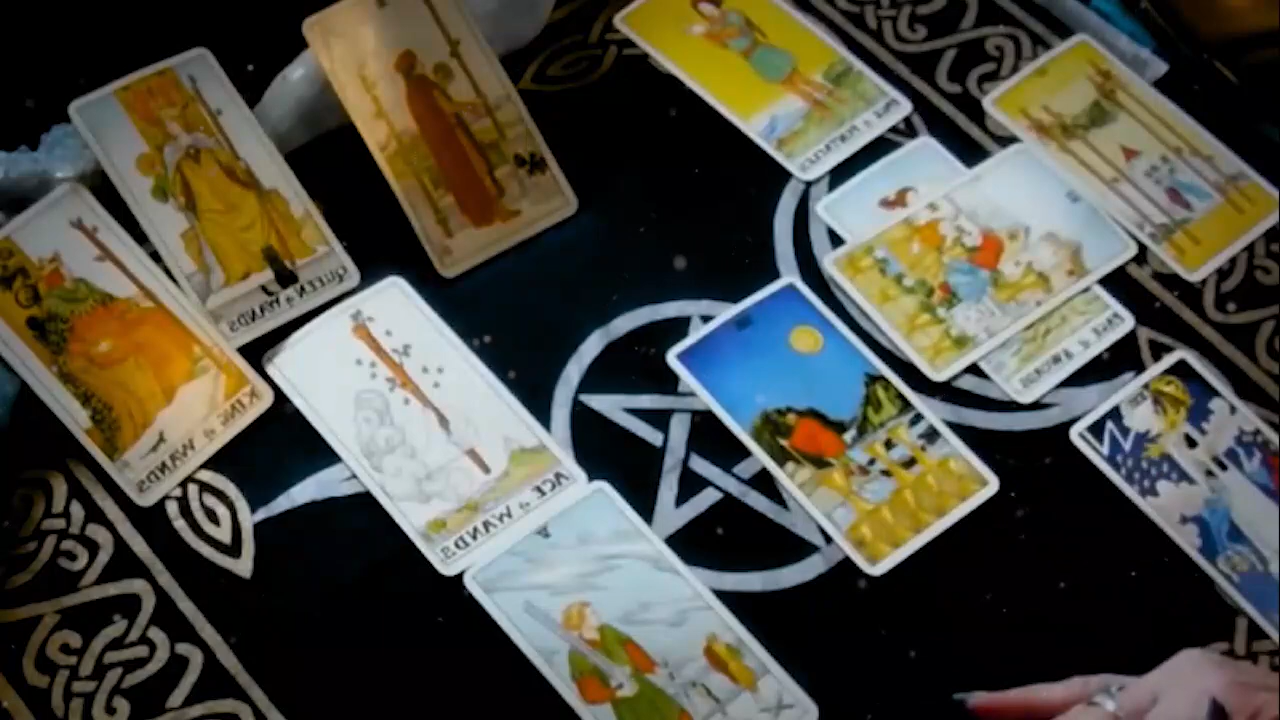 PAGE of PENTACLES
QUEEN of WANDS
PAGE of SWORDS
KING of WANDS
ACE of WANDS
V